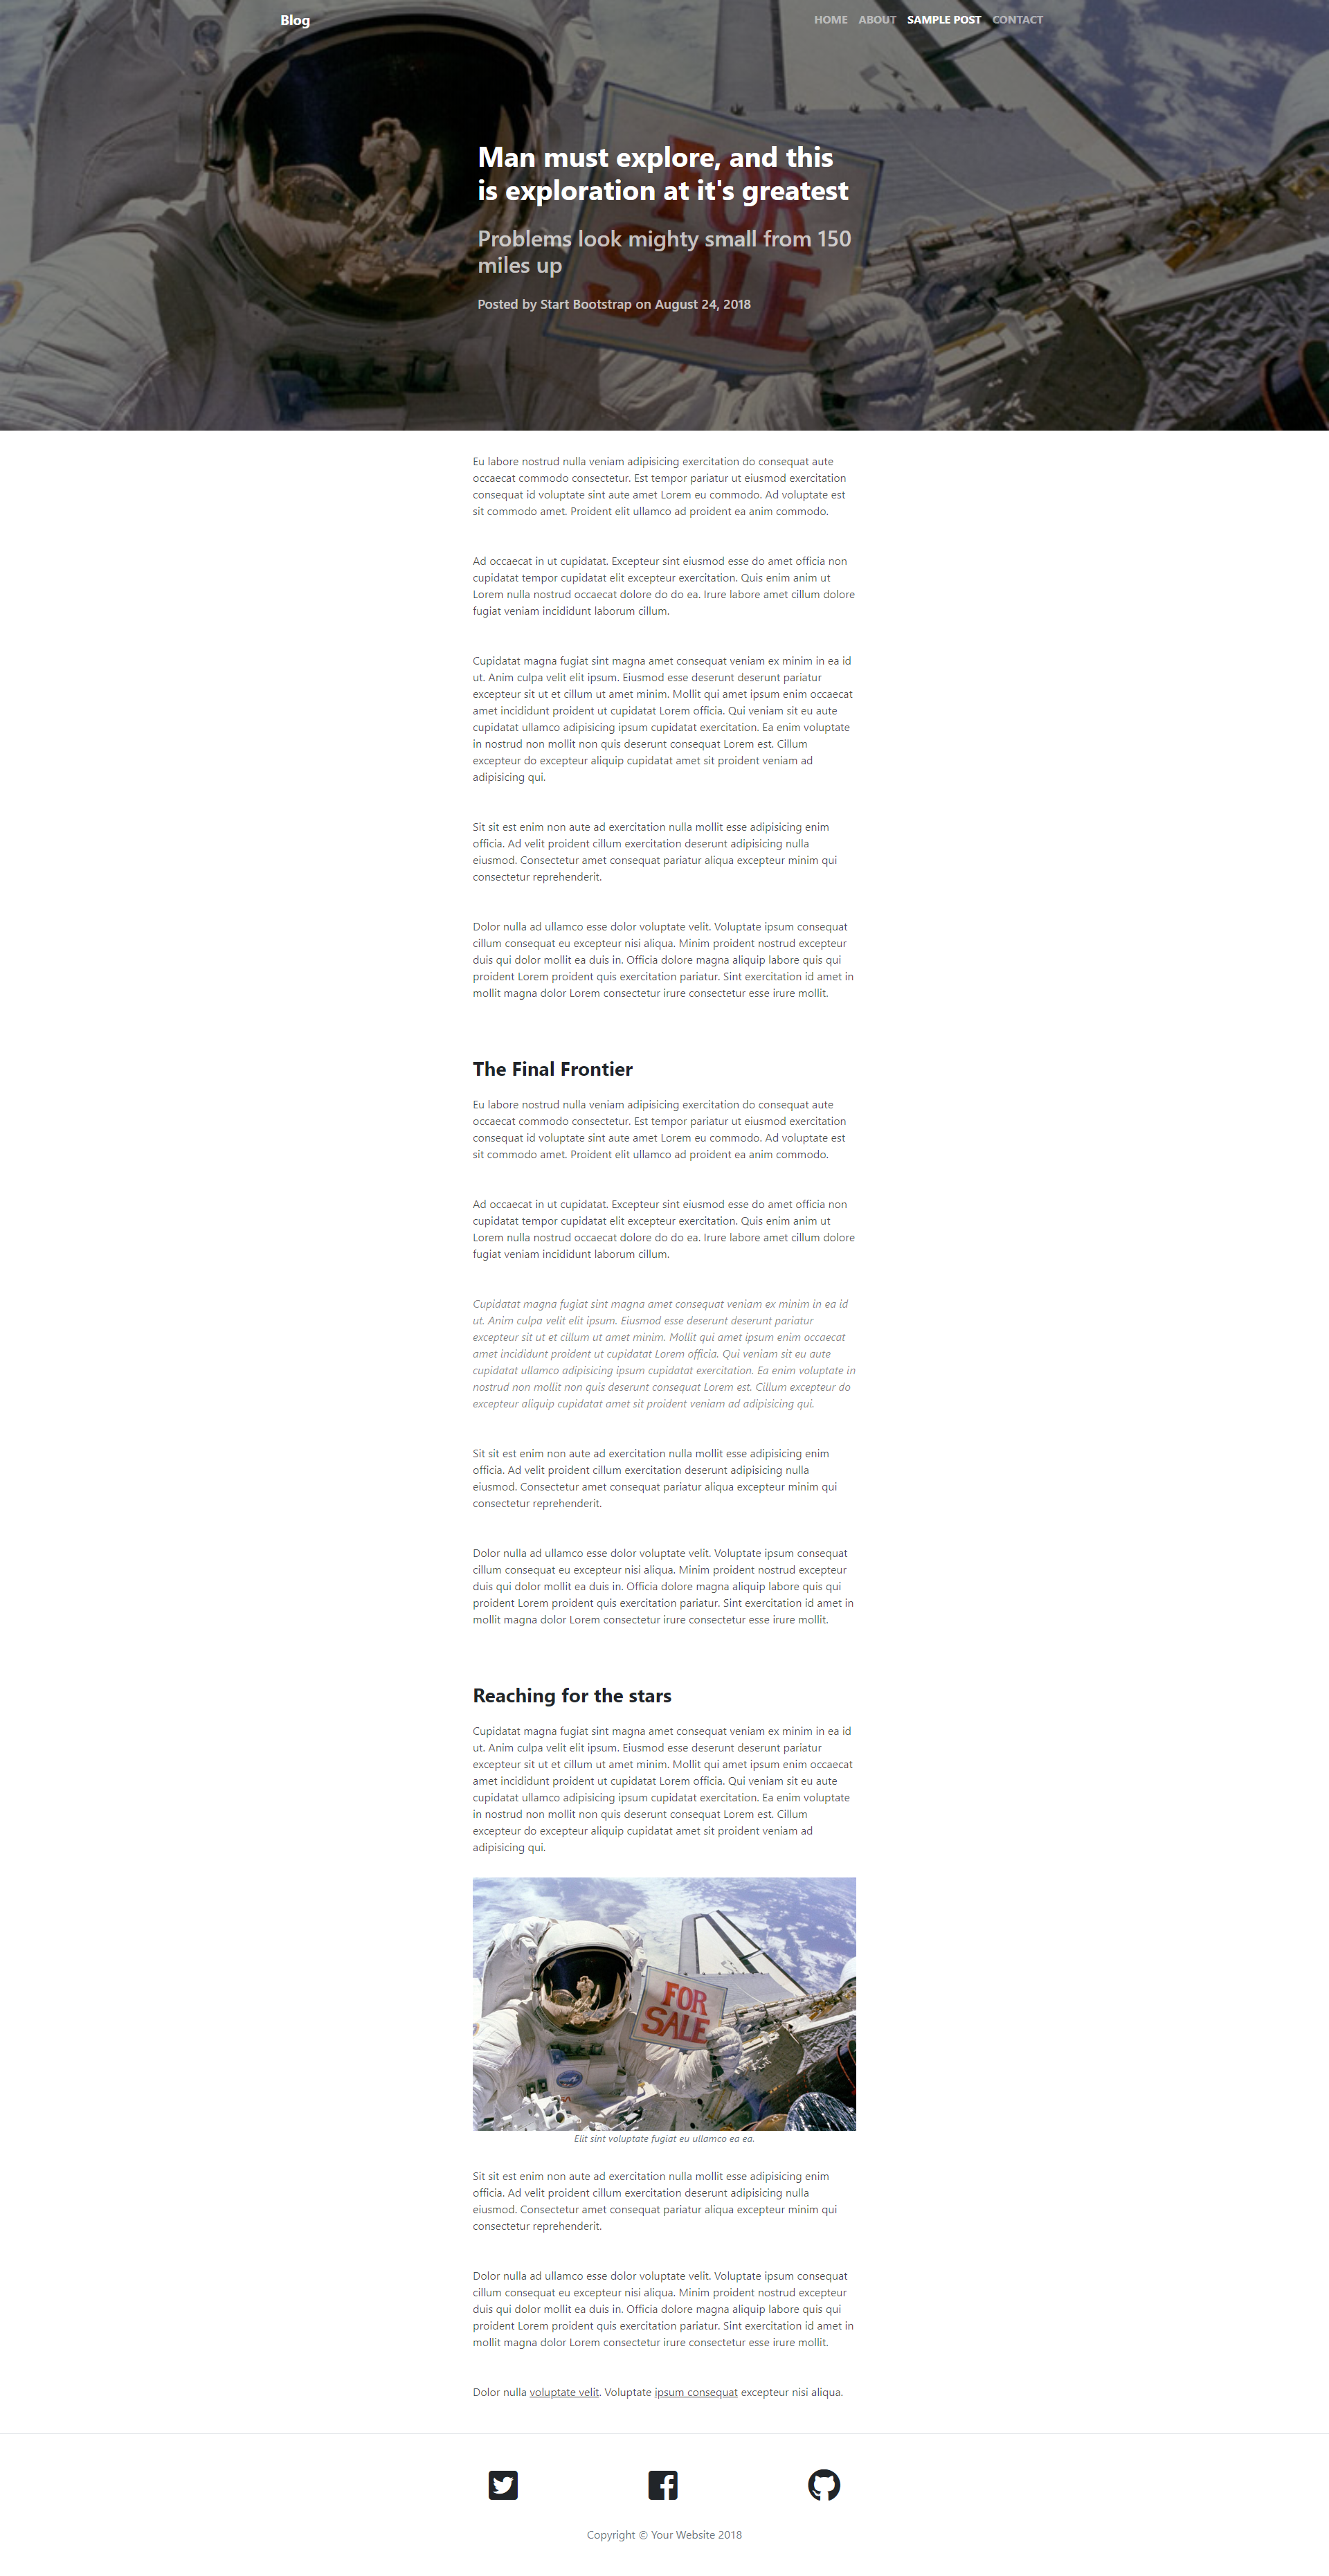 Blog
HOME ABOUT SAMPLE POST CONTACT
Man must explore, and this
is exploration at it's greatest
Problems look mighty small from 150
miles up
Posted by Start Bootstrap on August 24, 2018
FOR
SALE
Eu labore nostrud nulla veniam adipisicing exercitation do consequat aute
occaecat commodo consectetur. Est tempor pariatur ut eiusmod exercitation
consequat id voluptate sint aute amet Lorem eu commodo. Ad voluptate est
sit commodo amet. Proident elit ullamco ad proident ea anim commodo.
Ad occaecat in ut cupidatat. Excepteur sint eiusmod esse do amet officia non
cupidatat tempor cupidatat elit excepteur exercitation. Quis enim anim ut
Lorem nulla nostrud occaecat dolore do do ea. Irure labore amet cillum dolore
fugiat veniam incididunt laborum cillum.
Cupidatat magna fugiat sint magna amet consequat veniam ex minim in ea id
ut. Anim culpa velit elit ipsum. Eiusmod esse deserunt deserunt pariatur
excepteur sit ut et cillum ut amet minim. Mollit qui amet ipsum enim occaecat
amet incididunt proident ut cupidatat Lorem officia. Qui veniam sit eu aute
cupidatat ullamco adipisicing ipsum cupidatat exercitation. Ea enim voluptate
in nostrud non mollit non quis deserunt consequat Lorem est. Cillum
excepteur do excepteur aliquip cupidatat amet sit proident veniam ad
adipisicing qui.
Sit sit est enim non aute ad exercitation nulla mollit esse adipisicing enim
officia. Ad velit proident cillum exercitation deserunt adipisicing nulla
eiusmod. Consectetur amet consequat pariatur aliqua excepteur minim qui
consectetur reprehenderit.
Dolor nulla ad ullamco esse dolor voluptate velit. Voluptate ipsum consequat
cillum consequat eu excepteur nisi aliqua. Minim proident nostrud excepteur
duis qui dolor mollit ea duis in. Officia dolore magna aliquip labore quis qui
proident Lorem proident quis exercitation pariatur. Sint exercitation id amet in
mollit magna dolor Lorem consectetur irure consectetur esse irure mollit.
The Final Frontier
Eu labore nostrud nulla veniam adipisicing exercitation do consequat aute
occaecat commodo consectetur. Est tempor pariatur ut eiusmod exercitation
consequat id voluptate sint aute amet Lorem eu commodo. Ad voluptate est
sit commodo amet. Proident elit ullamco ad proident ea anim commodo.
Ad occaecat in ut cupidatat. Excepteur sint eiusmod esse do amet officia non
cupidatat tempor cupidatat elit excepteur exercitation. Quis enim anim ut
Lorem nulla nostrud occaecat dolore do do ea. Irure labore amet cillum dolore
fugiat veniam incididunt laborum cillum.
Cupidatat magna fugiat sint magna amet consequat veniam ex minim in ea id
ut. Anim culpa velit elit ipsum. Eiusmod esse deserunt deserunt pariatur
excepteur sit ut et cillum ut amet minim. Mollit qui amet ipsum enim occaecat
amet incididunt proident ut cupidatat Lorem officia. Qui veniam sit eu aute
cupidatat ullamco adipisicing ipsum cupidatat exercitation. Ea enim voluptate in
nostrud non mollit non quis deserunt consequat Lorem est. Cillum excepteur do
excepteur aliquip cupidatat amet sit proident veniam ad adipisicing qui.
Sit sit est enim non aute ad exercitation nulla mollit esse adipisicing enim
officia. Ad velit proident cillum exercitation deserunt adipisicing nulla
eiusmod. Consectetur amet consequat pariatur aliqua excepteur minim qui
consectetur reprehenderit.
Dolor nulla ad ullamco esse dolor voluptate velit. Voluptate ipsum consequat
cillum consequat eu excepteur nisi aliqua. Minim proident nostrud excepteur
duis qui dolor mollit ea duis in. Officia dolore magna aliquip labore quis qui
proident Lorem proident quis exercitation pariatur. Sint exercitation id amet in
mollit magna dolor Lorem consectetur irure consectetur esse irure mollit.
Reaching for the stars
Cupidatat magna fugiat sint magna amet consequat veniam ex minim in ea id
ut. Anim culpa velit elit ipsum. Eiusmod esse deserunt deserunt pariatur
excepteur sit ut et cillum ut amet minim. Mollit qui amet ipsum enim occaecat
amet incididunt proident ut cupidatat Lorem officia. Qui veniam sit eu aute
cupidatat ullamco adipisicing ipsum cupidatat exercitation. Ea enim voluptate
in nostrud non mollit non quis deserunt consequat Lorem est. Cillum
excepteur do excepteur aliquip cupidatat amet sit proident veniam ad
adipisicing qui.
FOR
SALE
Elit sint voluptate fugiat eu ullamco ea ea.
Sit sit est enim non aute ad exercitation nulla mollit esse adipisicing enim
officia. Ad velit proident cillum exercitation deserunt adipisicing nulla
eiusmod. Consectetur amet consequat pariatur aliqua excepteur minim qui
consectetur reprehenderit.
Dolor nulla ad ullamco esse dolor voluptate velit. Voluptate ipsum consequat
cillum consequat eu excepteur nisi aliqua. Minim proident nostrud excepteur
duis qui dolor mollit ea duis in. Officia dolore magna aliquip labore quis qui
proident Lorem proident quis exercitation pariatur. Sint exercitation id amet in
mollit magna dolor Lorem consectetur irure consectetur esse irure mollit.
Dolor nulla voluptate velit. Voluptate ipsum consequat excepteur nisi aliqua.
Copyright © Your Website 2018